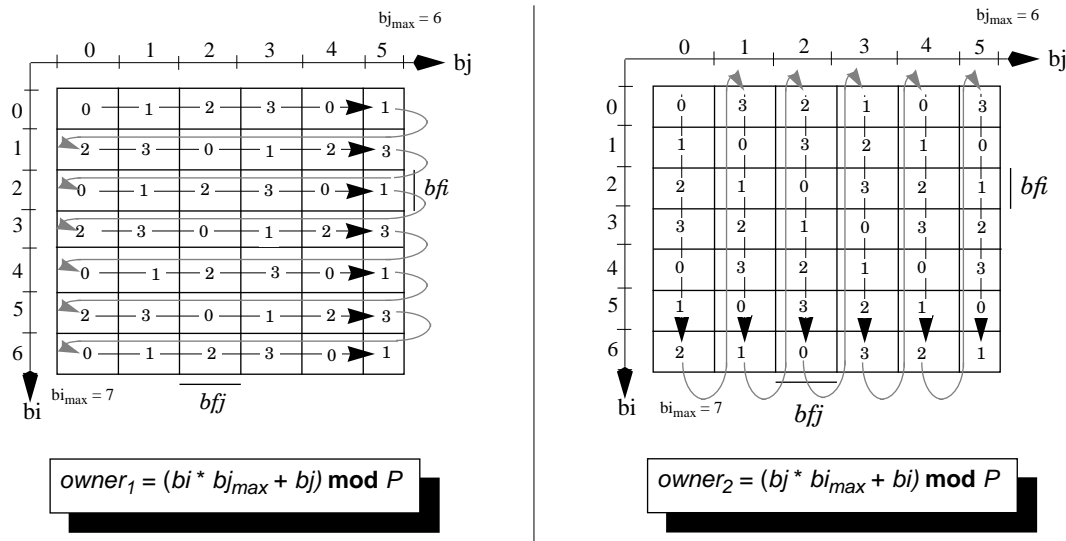 bj_max = 6
0 1 2 3 4 5 bj
0 0 1 2 3 0 1
1 2 3 0 1 2 3
2 0 1 2 3 0 1 bfi
3 2 3 0 1 2 3
4 0 1 2 3 0 1
5 2 3 0 1 2 3
6 0 1 2 3 0 1
bi_max = 7
bi
bfj
owner_1 = (bi * bj_max + bj) mod P
bj_max = 6
0 1 2 3 4 5
bj
0 0 3 2 1 0 3
1 1 0 3 2 1 0
2 2 1 0 3 2 1 bfi
3 3 2 1 0 3 2
4 0 3 2 1 0 3
5 1 0 3 2 1 0
6 2 1 0 3 2 1
bi bi_max = 7
bfj
owner_2 = (bj * bi_max + bi) mod P